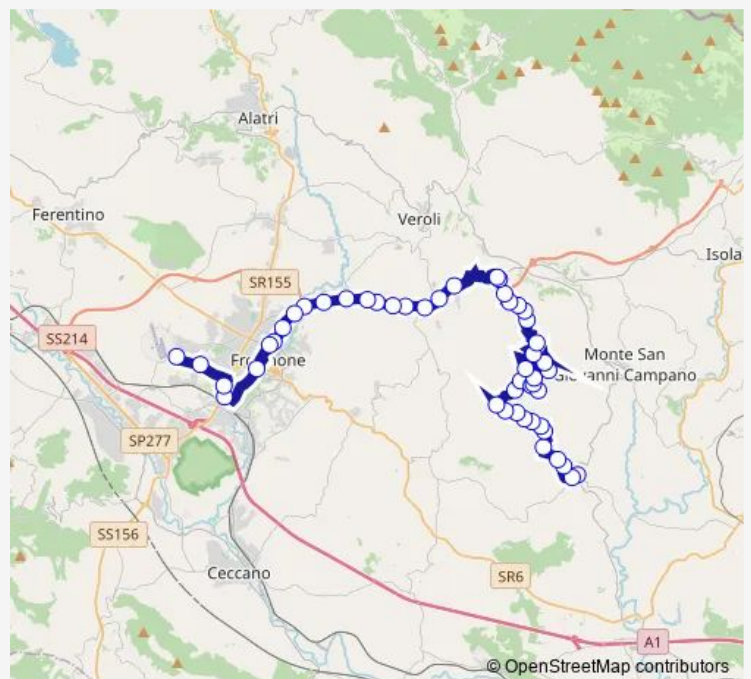 Alatri
Ferentino
Veroli
Isola
SR155
SS214
Monte San
Giovanni Campano
SP277
SS156
Ceccano
SR6
A1
© OpenStreetMap contributors